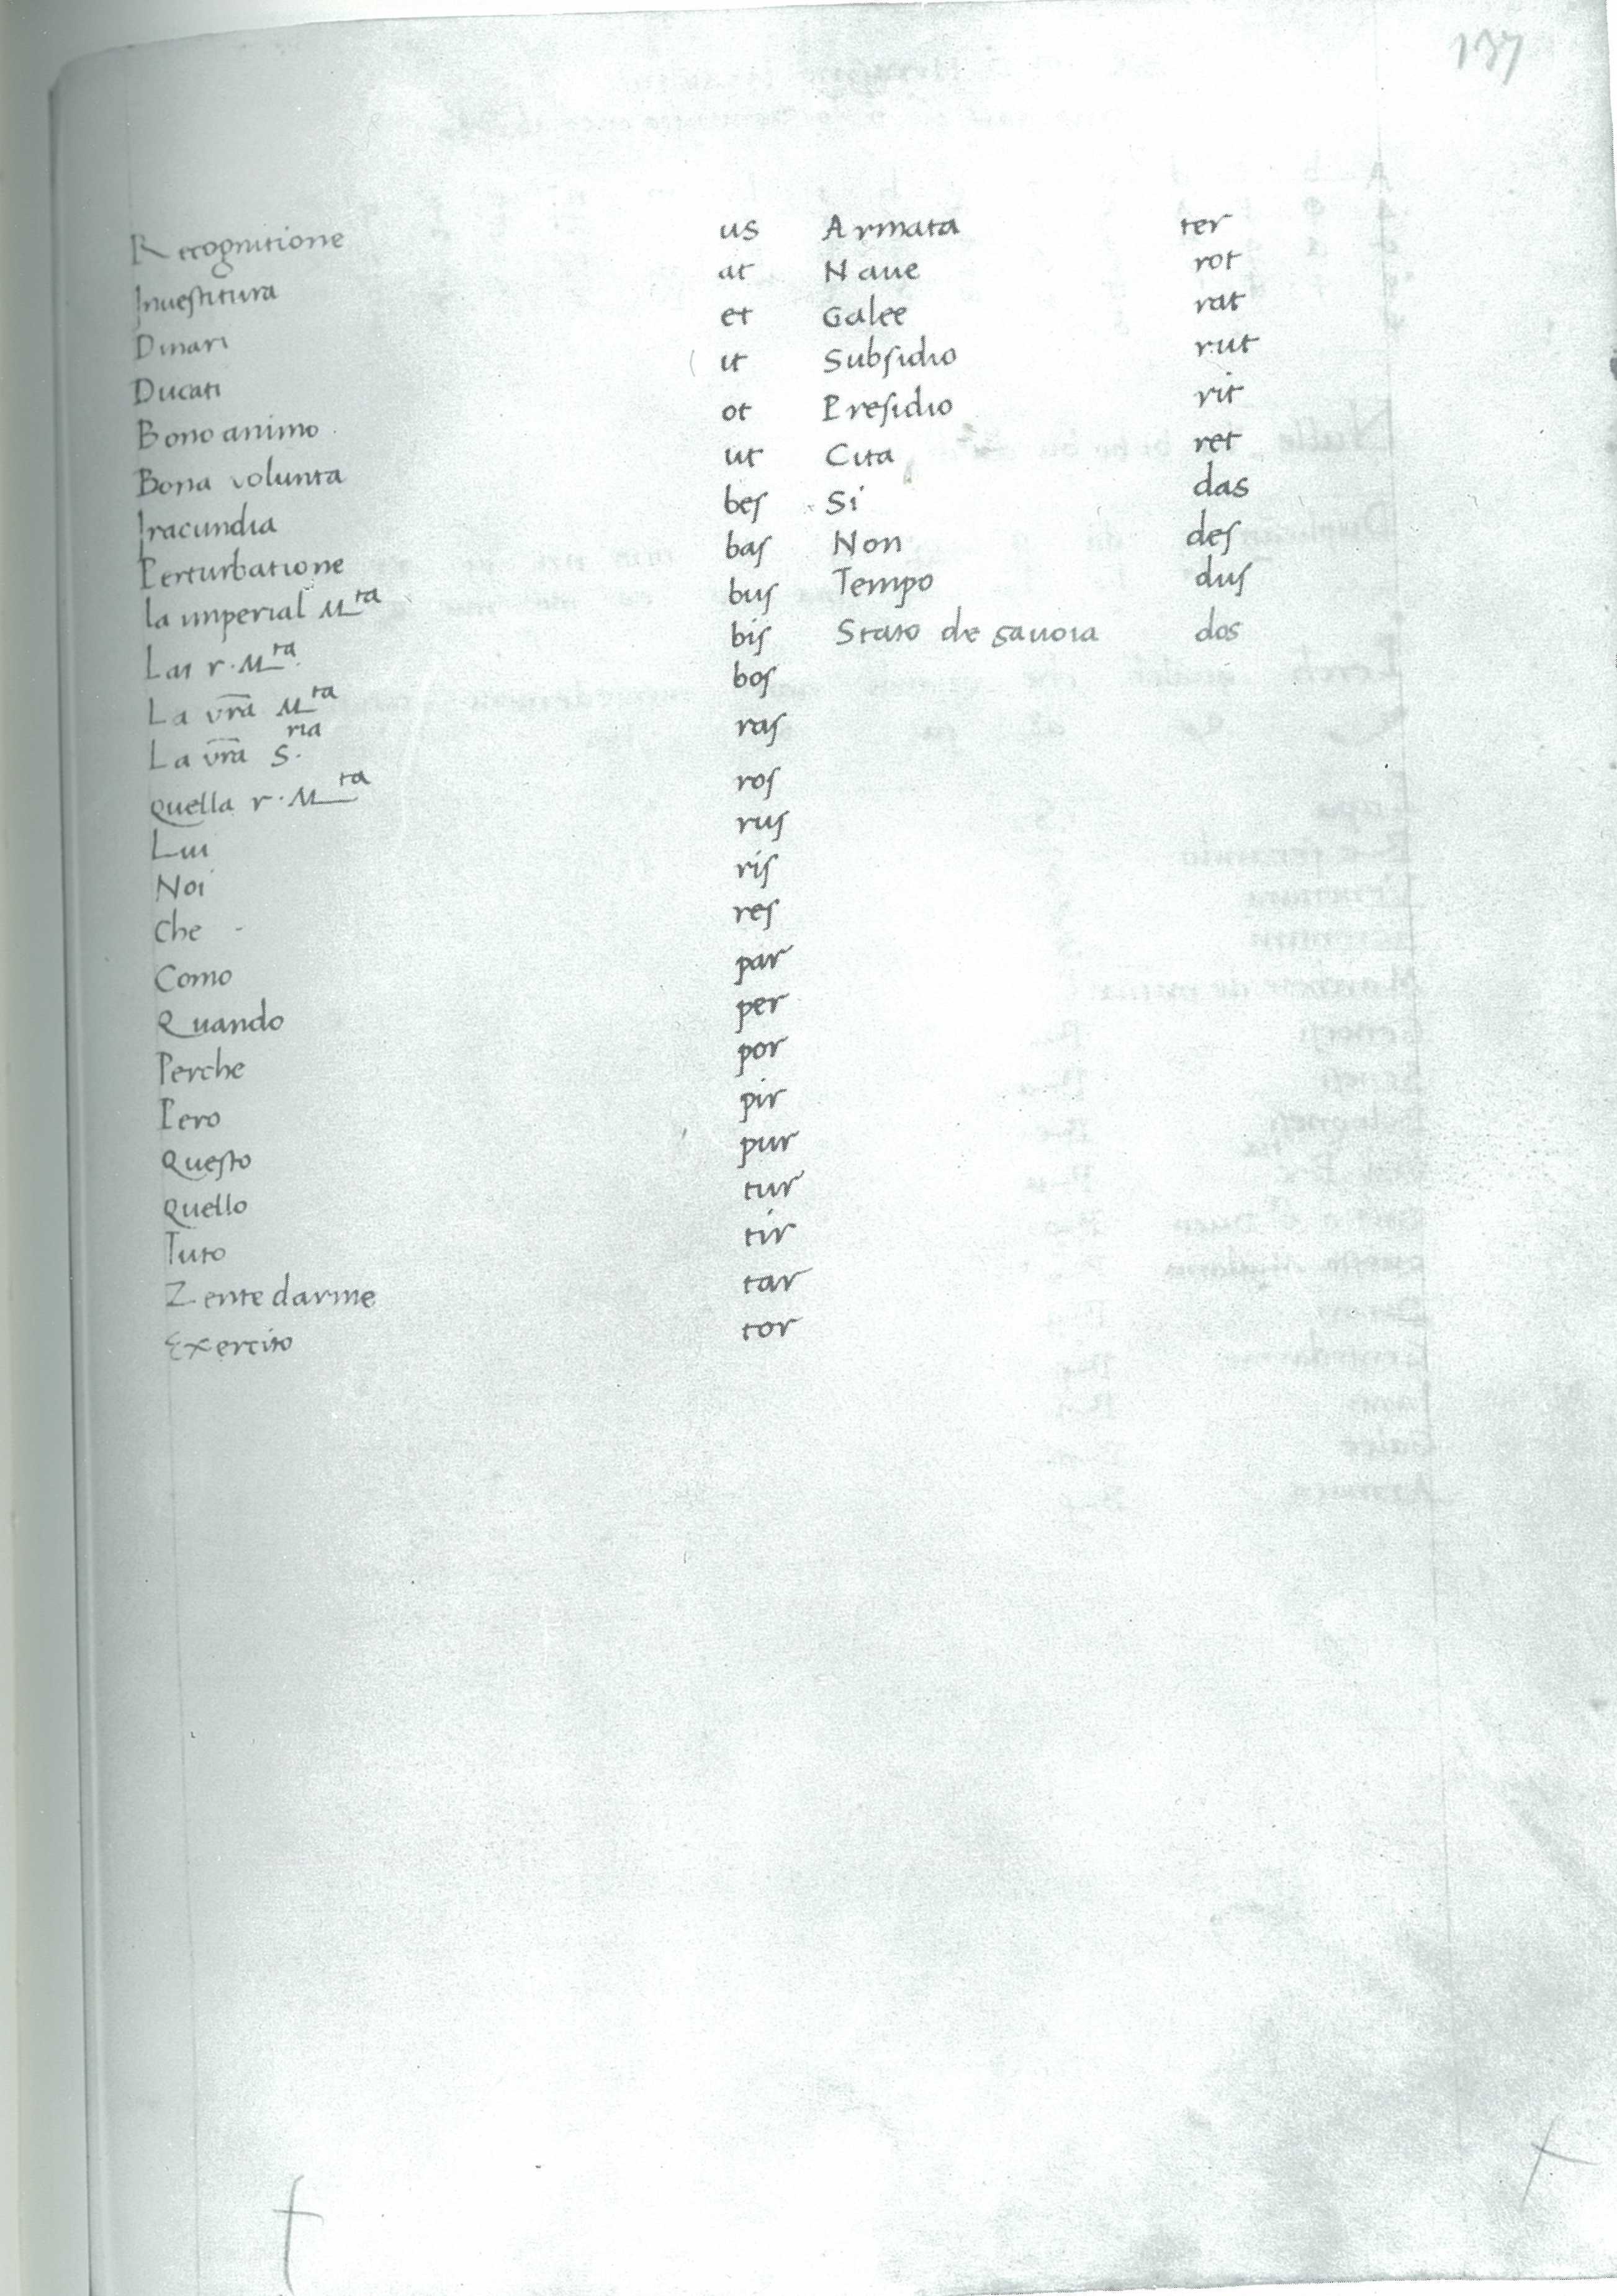 137
Recognitione us Armata ter
Inuestitura at Naue rot
Dinari et Galee rat
Ducati it Subsidio rut
Bono animo ot Presidio rit
Bona volunta ut Cita ret
Iracundia bes Si das
Perturbatione bas Non des
la imperial M.ta bus Tempo dus
La r. M.ta bis Stato de sauoia dos
La vr̄a M.ta bos
La vr̄a S.ria ras
quella r. M.ta ros
Lui rus
Noi ris
Che res
Como par
Quando per
Perche por
Pero pir
Questo pur
Quello tur
Tuto tir
Zente darme tar
Exercito tor